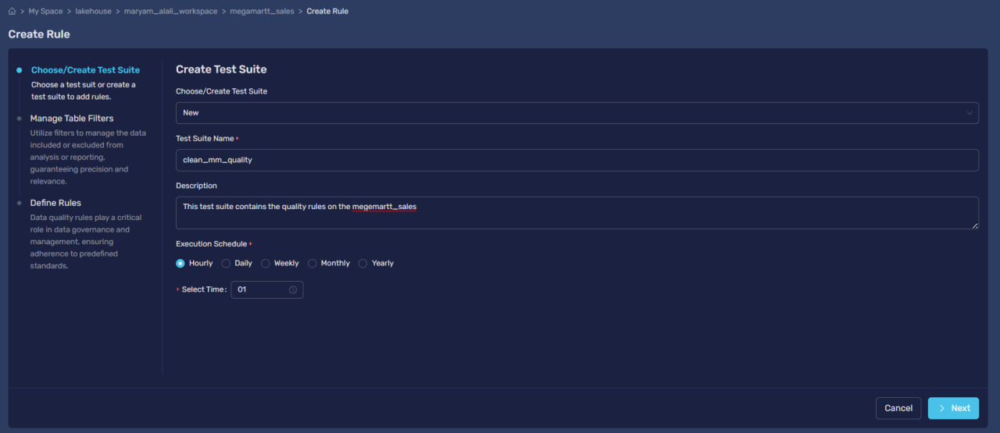 > My Space > lakehouse > maryam_alali_workspace > megamartt_sales > Create Rule
Create Rule
Choose/Create Test Suite
Choose a test suit or create a
test suite to add rules.
Manage Table Filters
Utilize filters to manage the data
included or excluded from
analysis or reporting,
guaranteeing precision and
relevance.
Define Rules
Data quality rules play a critical
role in data governance and
management, ensuring
adherence to predefined
standards.
Create Test Suite
Choose/Create Test Suite
New
Test Suite Name *
clean_mm_quality
Description
This test suite contains the quality rules on the megemartt_sales
Execution Schedule *
Hourly Daily Weekly Monthly Yearly
* Select Time: 01
Cancel > Next